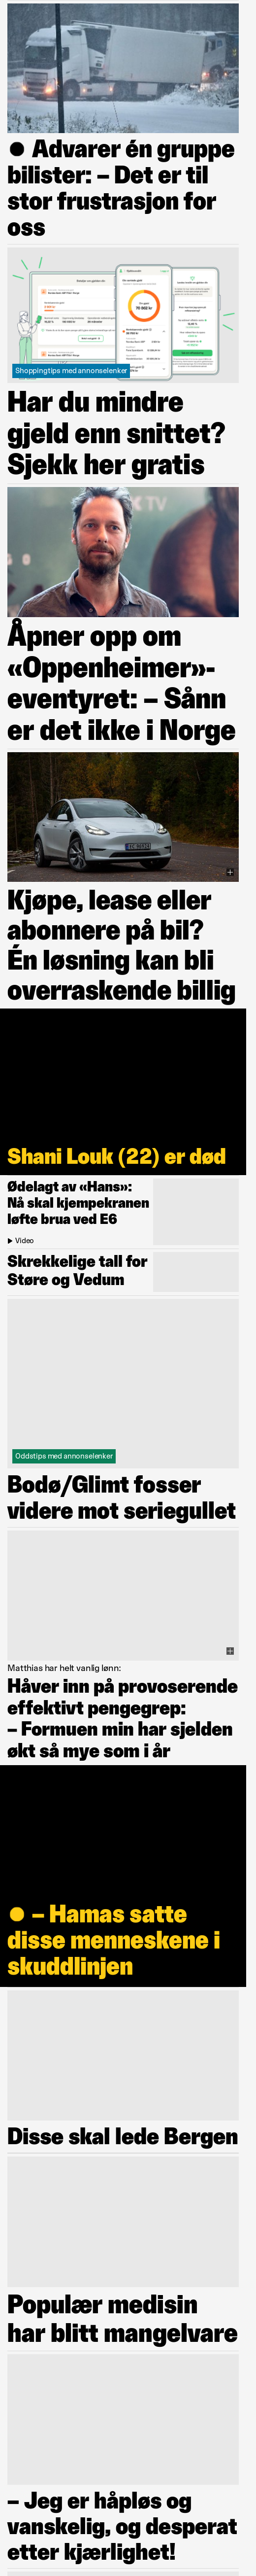 ● Advarer én gruppe
bilister: – Det er til
stor frustrasjon for
oss
Shoppingtips med annonselenker
Har du mindre
gjeld enn snittet?
Sjekk her gratis
Åpner opp om
«Oppenheimer»-
eventyret: – Sånn
er det ikke i Norge
Kjøpe, lease eller
abonnere på bil?
Én løsning kan bli
overraskende billig
Shani Louk (22) er død
Ødelagt av «Hans»:
Nå skal kjempekranen
løfte brua ved E6
Video
Skrekkelige tall for
Støre og Vedum
Oddstips med annonselenker
Bodø/Glimt fosser
videre mot seriegullet
Matthias har helt vanlig lønn:
Håver inn på provoserende
effektivt pengegrep:
– Formuen min har sjelden
økt så mye som i år
● – Hamas satte
disse menneskene i
skuddlinjen
Disse skal lede Bergen
Populær medisin
har blitt mangelvare
– Jeg er håpløs og
vanskelig, og desperat
etter kjærlighet!